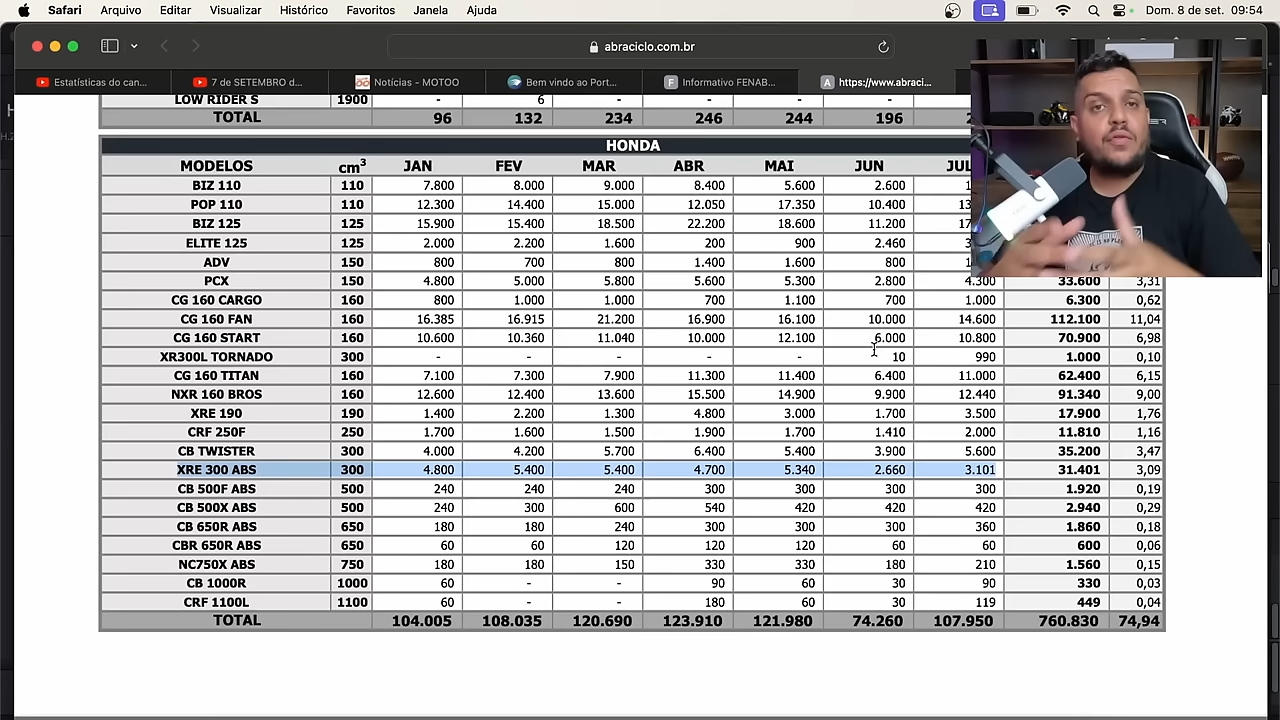 Safari Arquivo Editar Visualizar Histórico Favoritos Janela Ajuda Dom. 8 de set. 09:54
abraciclo.com.br
Estatísticas do can... 7 de SETEMBRO d... Notícias - MOTOO Bem vindo ao Port... Informativo FENAB... https://www.abraci...
LOW RIDER S 1900 - 6 - - - -
TOTAL 96 132 234 246 244 196
HONDA
MODELOS cm³ JAN FEV MAR ABR MAI JUN JUL
BIZ 110 110 7.800 8.000 9.000 8.400 5.600 2.600
POP 110 110 12.300 14.400 15.000 12.050 17.350 10.400
BIZ 125 125 15.900 15.400 18.500 22.200 18.600 11.200
ELITE 125 125 2.000 2.200 1.600 200 900 2.460
ADV 150 800 700 800 1.400 1.600 800
PCX 150 4.800 5.000 5.800 5.600 5.300 2.800 4.300 33.600 3,31
CG 160 CARGO 160 800 1.000 1.000 700 1.100 700 1.000 6.300 0,62
CG 160 FAN 160 16.385 16.915 21.200 16.900 16.100 10.000 14.600 112.100 11,04
CG 160 START 160 10.600 10.360 11.040 10.000 12.100 6.000 10.800 70.900 6,98
XR300L TORNADO 300 - - - - - 10 990 1.000 0,10
CG 160 TITAN 160 7.100 7.300 7.900 11.300 11.400 6.400 11.000 62.400 6,15
NXR 160 BROS 160 12.600 12.400 13.600 15.500 14.900 9.900 12.440 91.340 9,00
XRE 190 190 1.400 2.200 1.300 4.800 3.000 1.700 3.500 17.900 1,76
CRF 250F 250 1.700 1.600 1.500 1.900 1.700 1.410 2.000 11.810 1,16
CB TWISTER 300 4.000 4.200 5.700 6.400 5.400 3.900 5.600 35.200 3,47
XRE 300 ABS 300 4.800 5.400 5.400 4.700 5.340 2.660 3.101 31.401 3,09
CB 500F ABS 500 240 240 240 300 300 300 300 1.920 0,19
CB 500X ABS 500 240 300 600 540 420 420 420 2.940 0,29
CB 650R ABS 650 180 180 240 300 300 300 360 1.860 0,18
CBR 650R ABS 650 60 60 120 120 120 60 60 600 0,06
NC750X ABS 750 180 180 150 330 330 180 210 1.560 0,15
CB 1000R 1000 60 - - 90 60 30 90 330 0,03
CRF 1100L 1100 60 - - 180 60 30 119 449 0,04
TOTAL 104.005 108.035 120.690 123.910 121.980 74.260 107.950 760.830 74,94